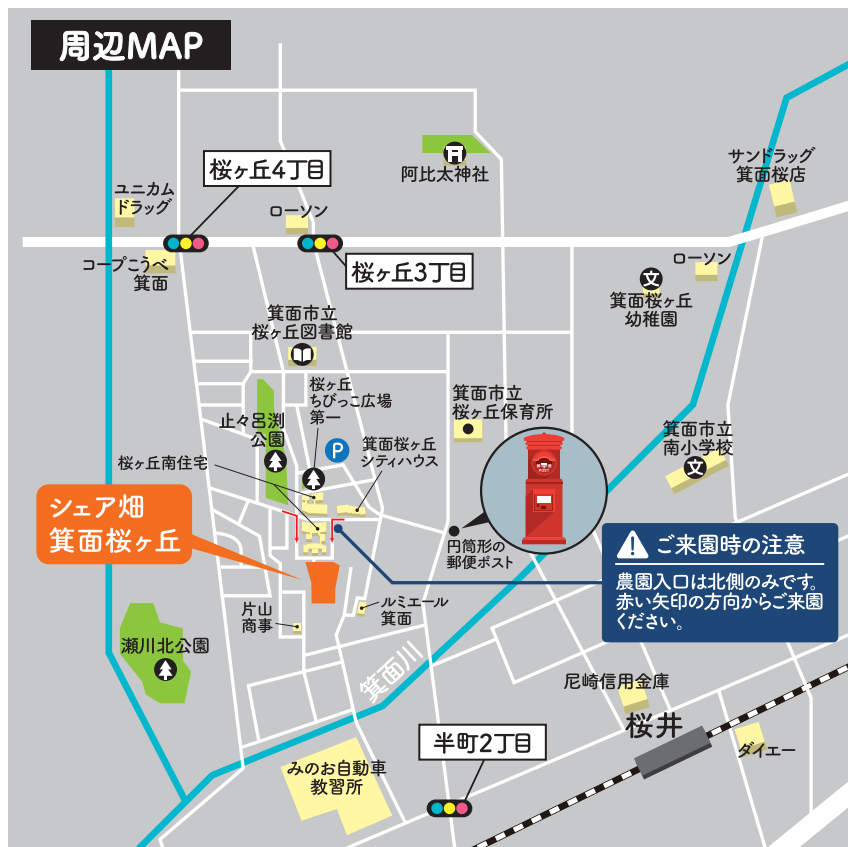 周辺MAP
桜ヶ丘4丁目
阿比太神社
サンドラッグ
箕面桜店
ユニカム
ドラッグ
ローソン
コープこうべ
箕面
桜ヶ丘3丁目
ローソン
箕面桜ヶ丘
幼稚園
文
箕面市立
桜ヶ丘図書館
桜ヶ丘
ちびっこ広場
第一
箕面市立
桜ヶ丘保育所
止々呂渕
公園
P
箕面桜ヶ丘
シティハウス
箕面市立
南小学校
文
桜ヶ丘南住宅
POST
シェア畑
箕面桜ヶ丘
円筒形の
郵便ポスト
ご来園時の注意
農園入口は北側のみです。
赤い矢印の方向からご来園
ください。
片山
商事
ルミエール
箕面
瀬川北公園
箕面川
尼崎信用金庫
桜井
ダイエー
半町2丁目
みのお自動車
教習所